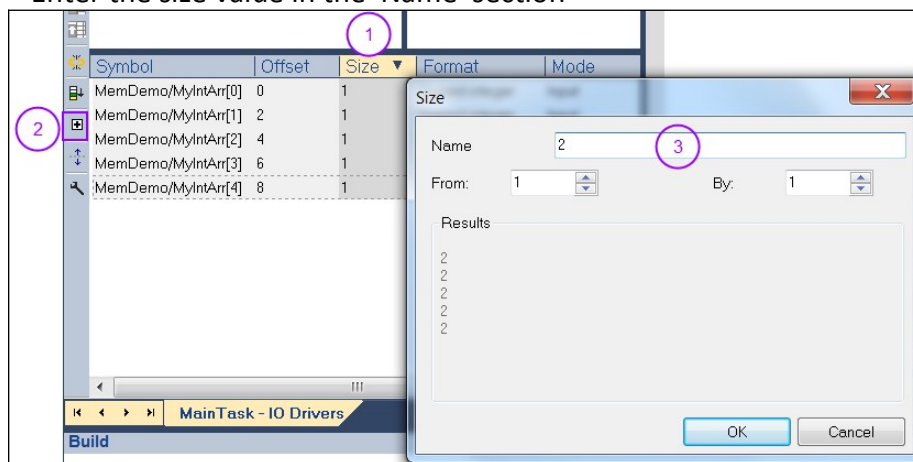 Enter the size value in the 'Name' section
1
Symbol Offset Size Format Mode
MemDemo/MyIntArr[0] 0 1
MemDemo/MyIntArr[1] 2 1
MemDemo/MyIntArr[2] 4 1
MemDemo/MyIntArr[3] 6 1
MemDemo/MyIntArr[4] 8 1
2
Size
Name 2
3
From: 1 By: 1
Results
2
2
2
2
2
OK Cancel
MainTask - IO Drivers
Build